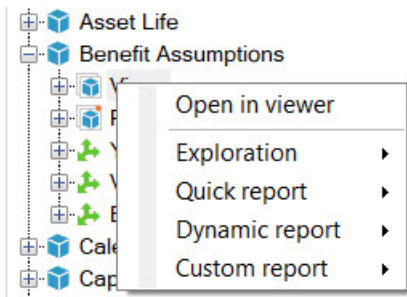 Asset Life
Benefit Assumptions
Open in viewer
Exploration
Quick report
Dynamic report
Custom report